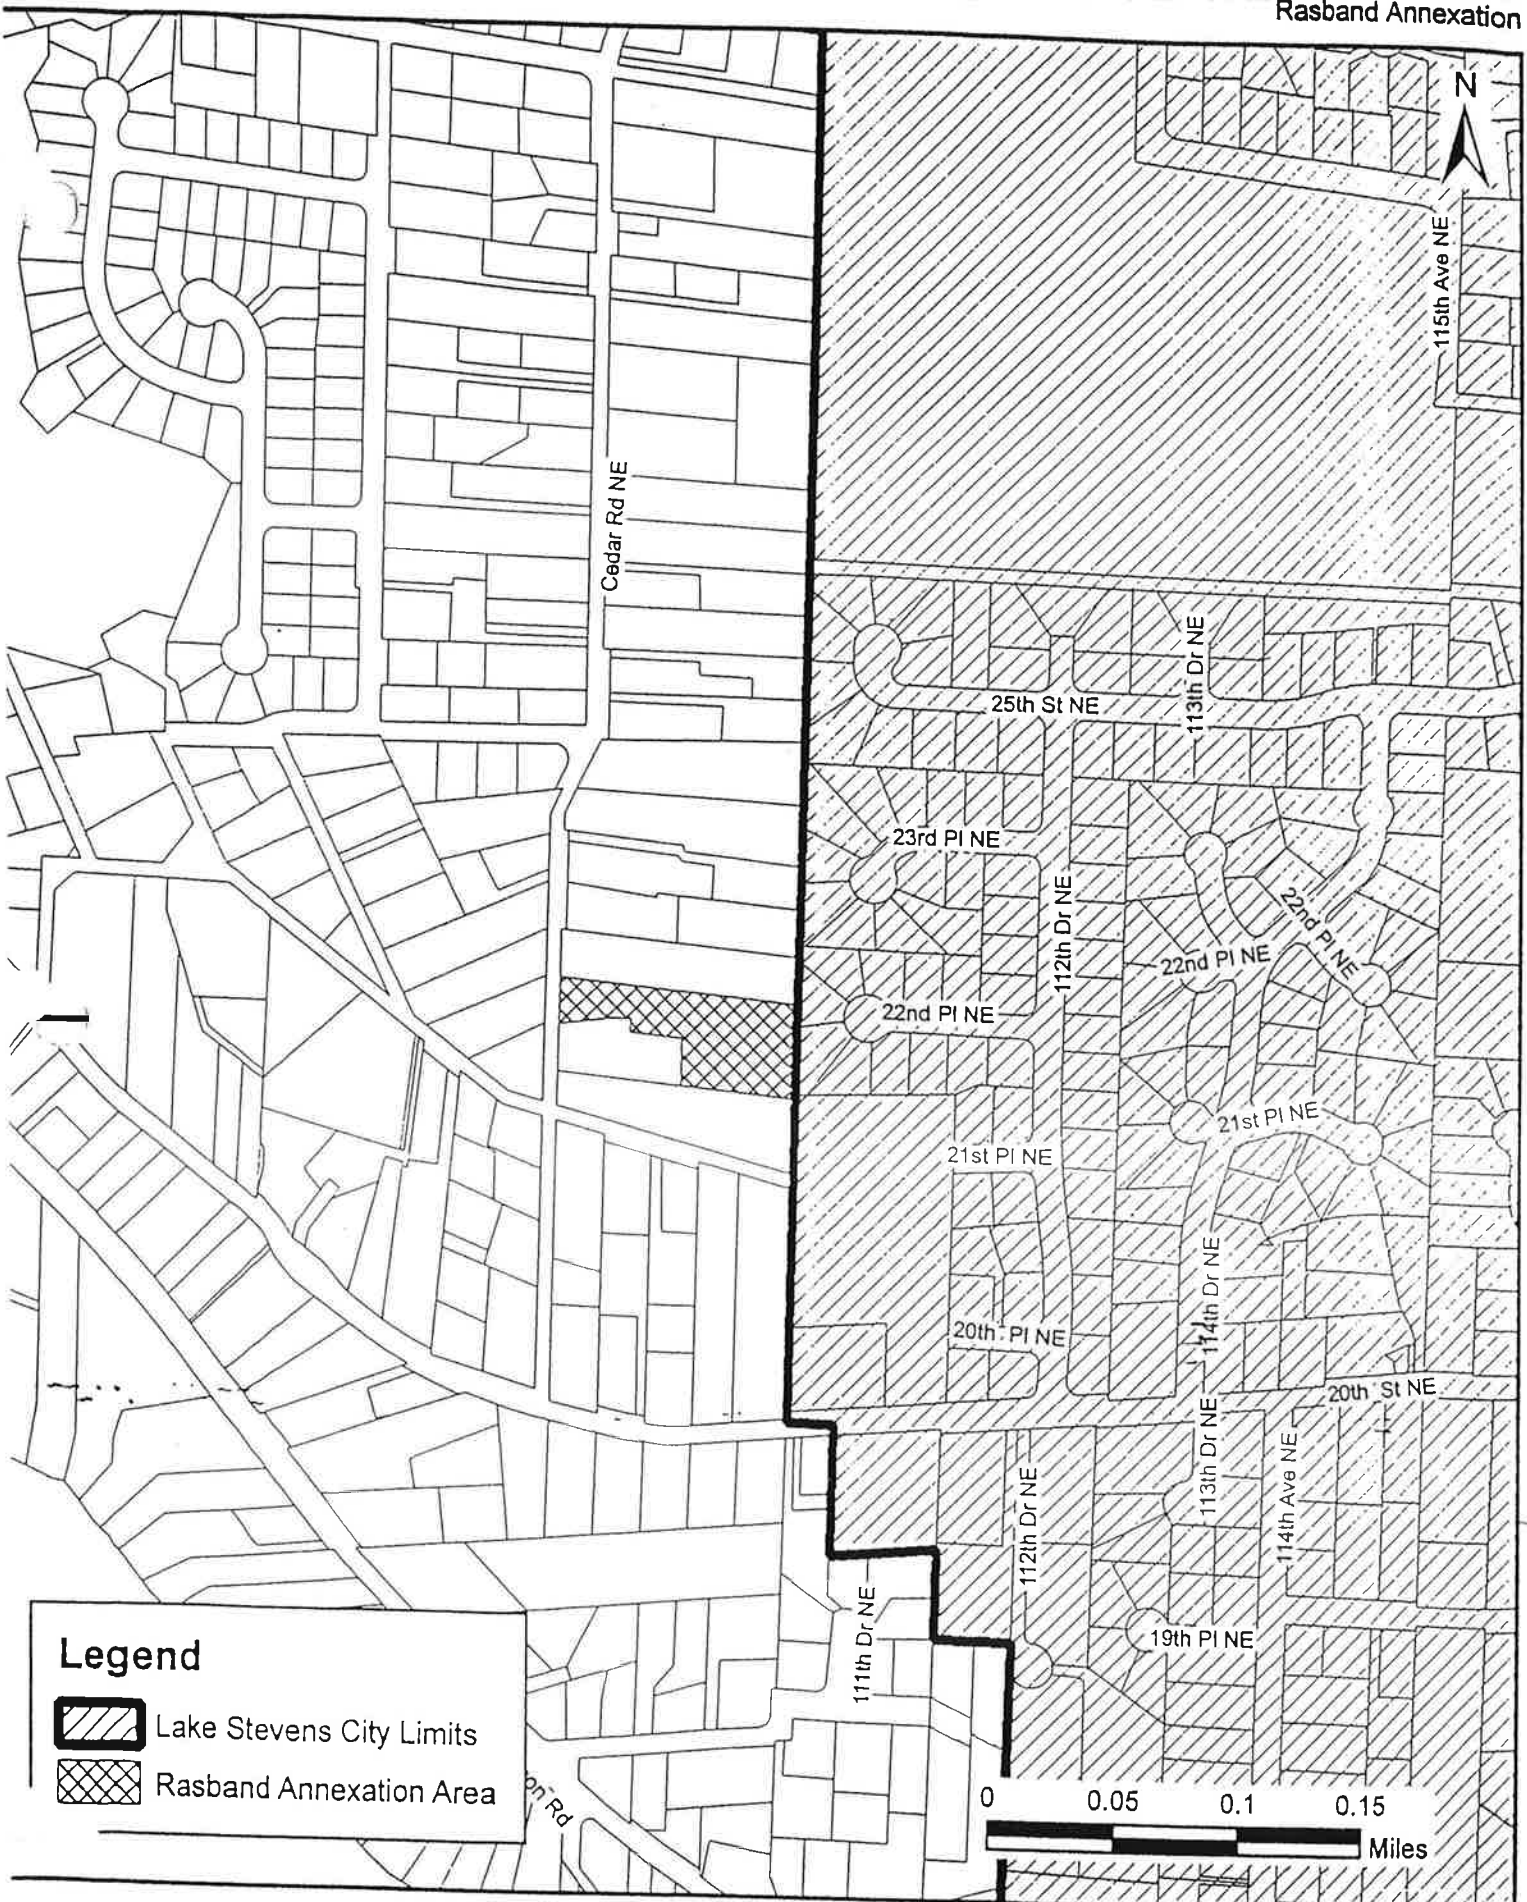 Rasband Annexation
N
115th Ave NE
Cedar Rd NE
113th Dr NE
25th St NE
23rd Pl NE
112th Dr NE
22nd Pl NE
22nd Pl NE
22nd Pl NE
21st Pl NE
21st Pl NE
114th Dr NE
20th Pl NE
20th St NE
113th Dr NE
114th Ave NE
112th Dr NE
111th Dr NE
19th Pl NE
Legend
Lake Stevens City Limits
Rasband Annexation Area
Rd
0 0.05 0.1 0.15
Miles